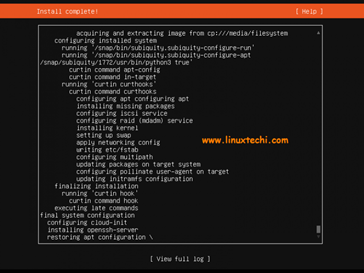 Install complete! [ Help ]
acquiring and extracting image from cp:///media/filesystem
configuring installed system
running '/snap/bin/subiquity.subiquity-configure-run'
running '/snap/bin/subiquity.subiquity-configure-apt
/snap/subiquity/1772/usr/bin/python3 true'
curtin command apt-config
curtin command in-target
running 'curtin curthooks'
curtin command curthooks
configuring apt configuring apt
installing missing packages
configuring iscsi service
configuring raid (mdadm) service
installing kernel
setting up swap
apply networking config
writing etc/fstab
configuring multipath
updating packages on target system
configuring pollinate user-agent on target
updating initramfs configuration
finalizing installation
running 'curtin hook'
curtin command hook
executing late commands
final system configuration
configuring cloud-init
installing openssh-server
restoring apt configuration \
www.linuxtechi.com
[ View full log ]